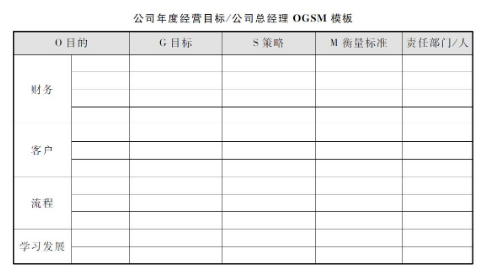 公司年度经营目标/公司总经理 OGSM 模板
O 目的 G 目标 S 策略 M 衡量标准 责任部门/人
财务
客户
流程
学习发展